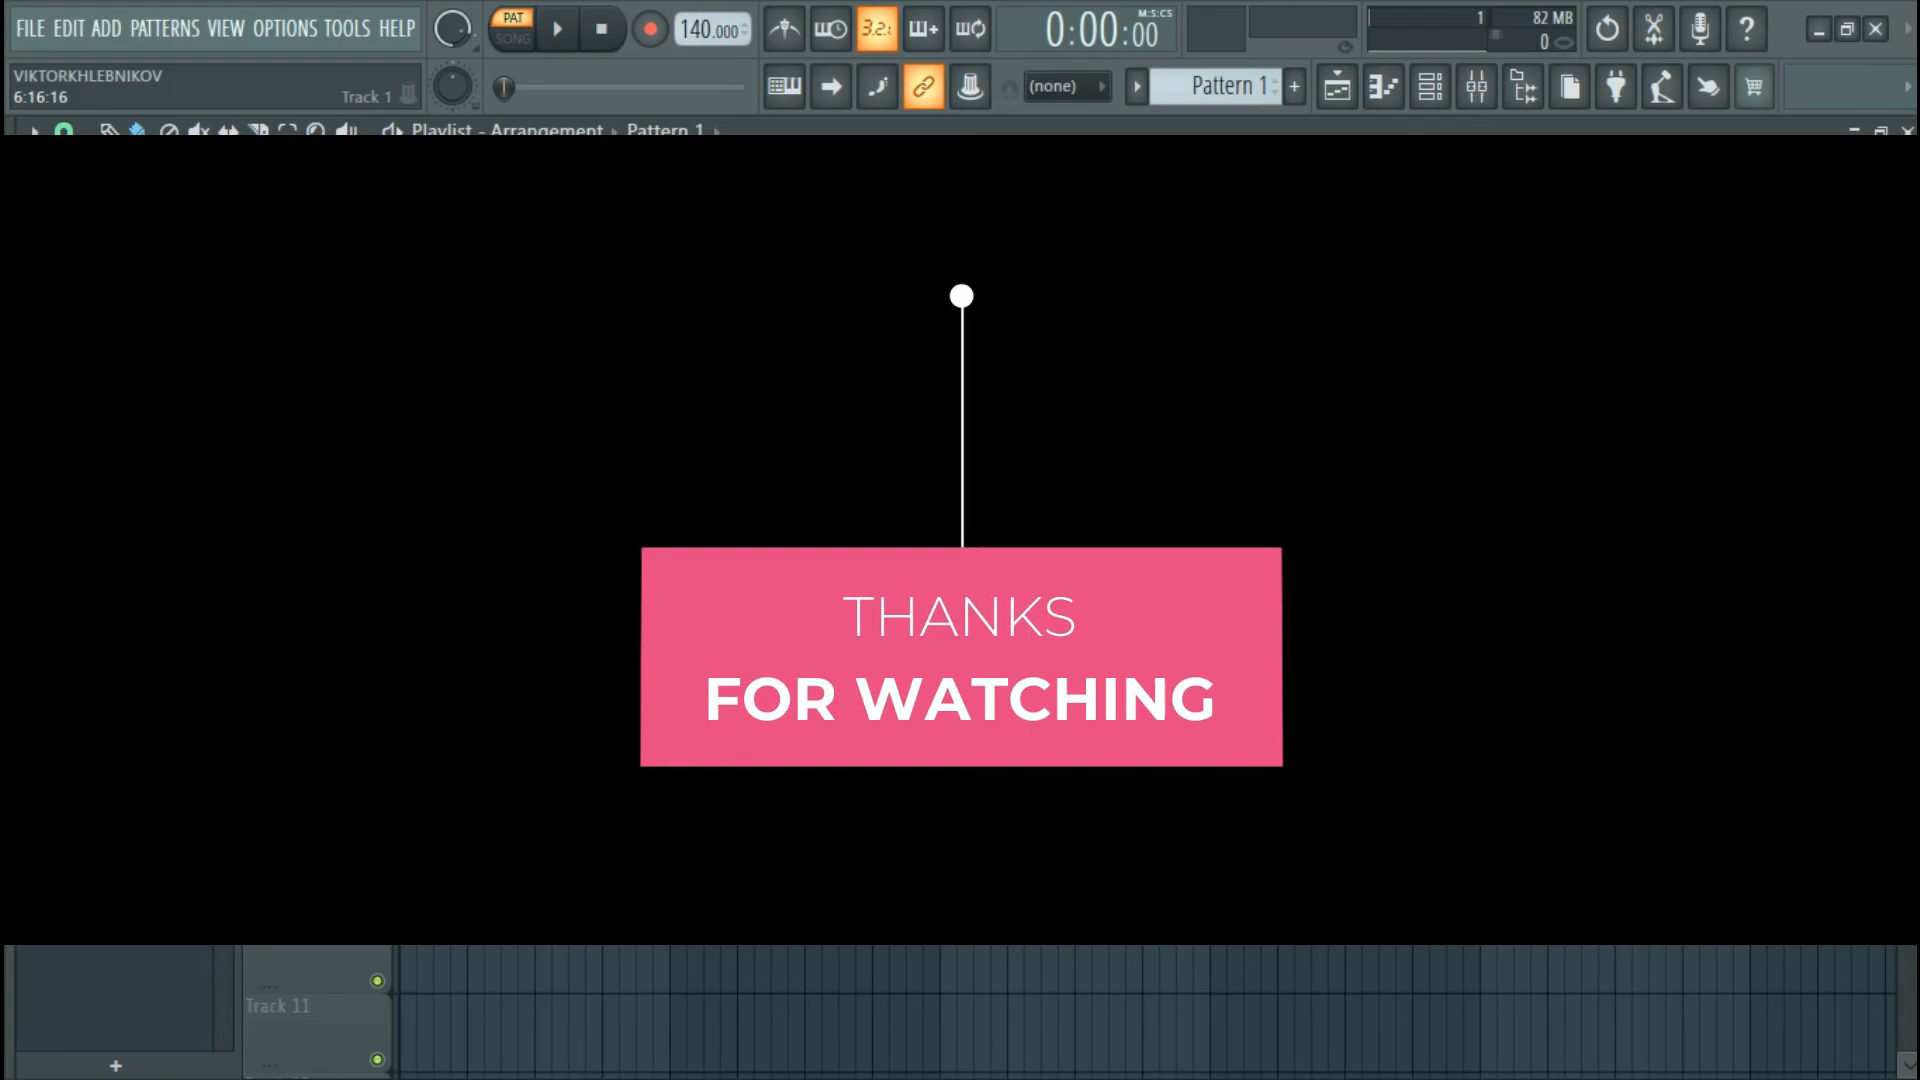 FILE EDIT ADD PATTERNS VIEW OPTIONS TOOLS HELP
PAT
SONG
140.000
3.2.
0:00:00
M:S:CS
1
82 MB
0
?
VIKTORKHLEBNIKOV
6:16:16
Track 1
(none)
Pattern 1
+
Playlist - Arrangement › Pattern 1 ›
THANKS
FOR WATCHING
...
Track 11
...
+